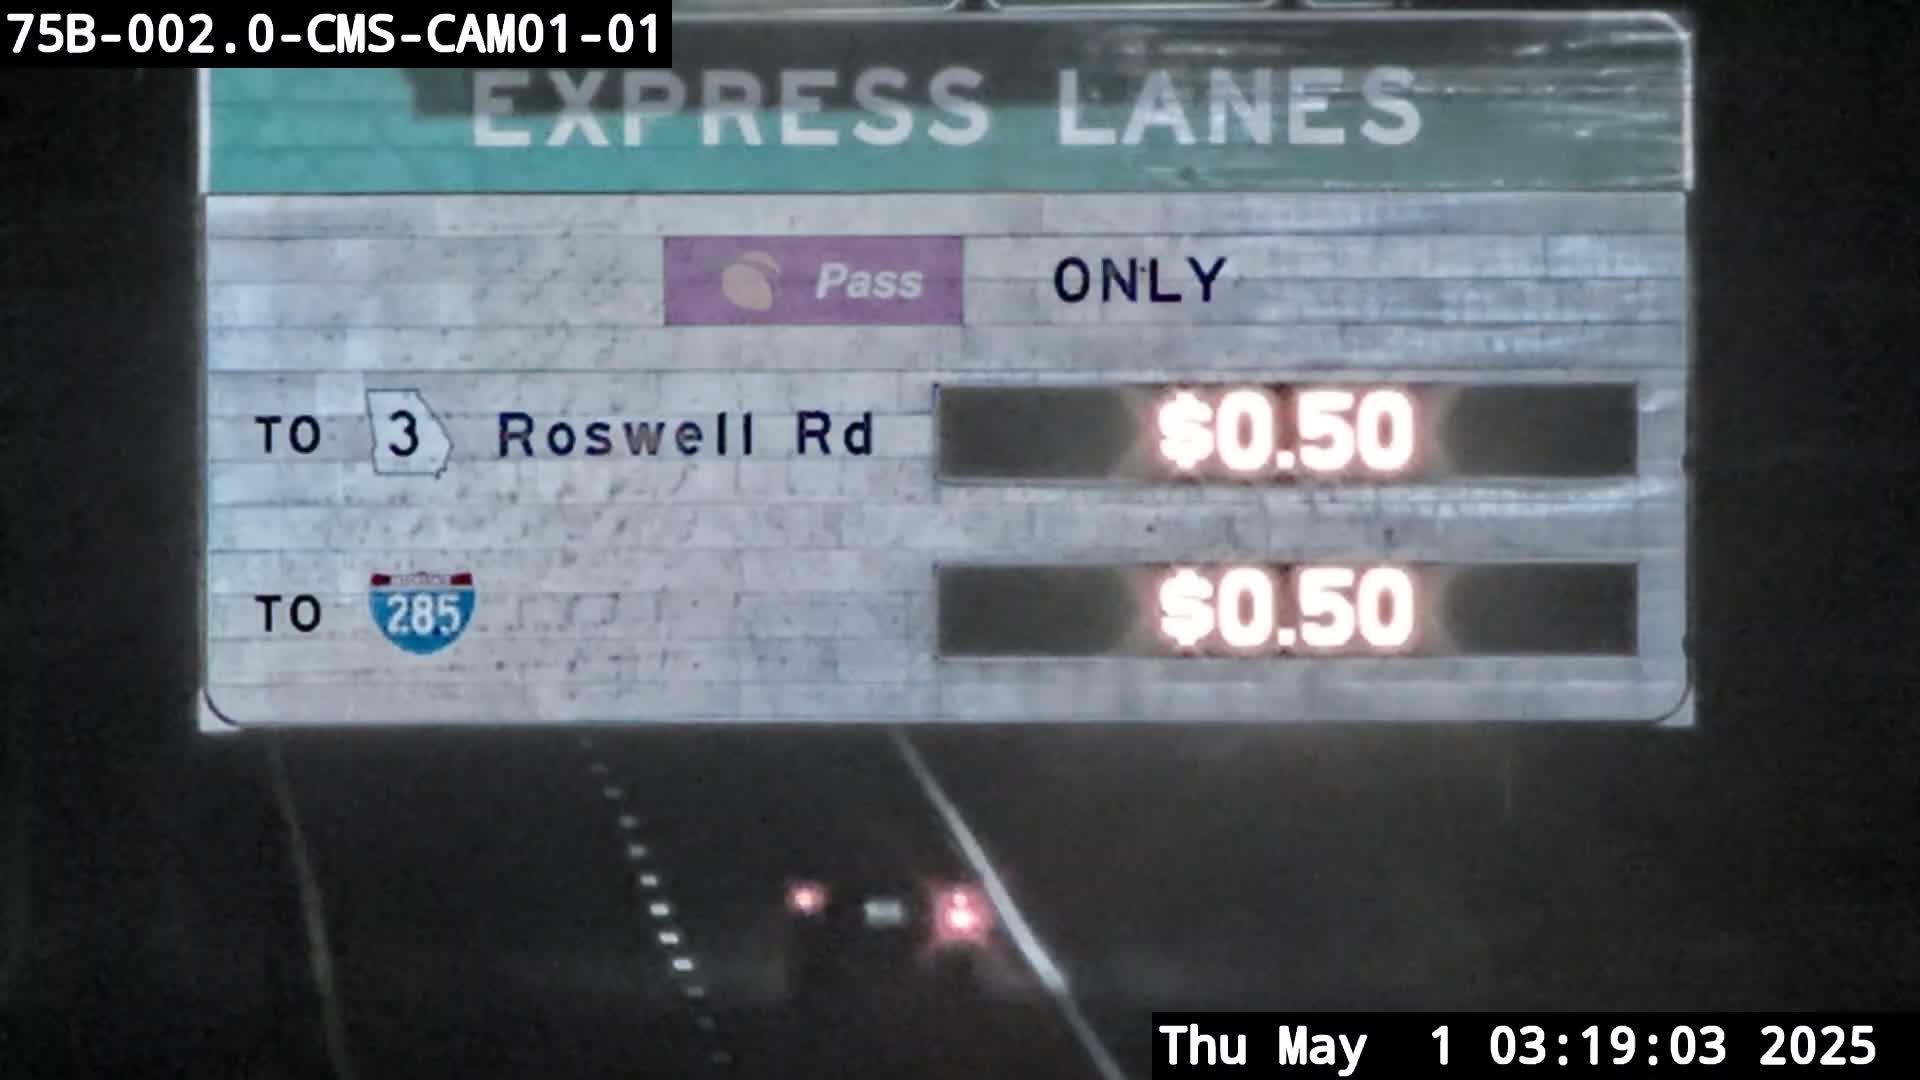 75B-002.0-CMS-CAM01-01
EXPRESS LANES
Pass ONLY
TO 3 Roswell Rd $0.50
TO 285 $0.50
Thu May 1 03:19:03 2025